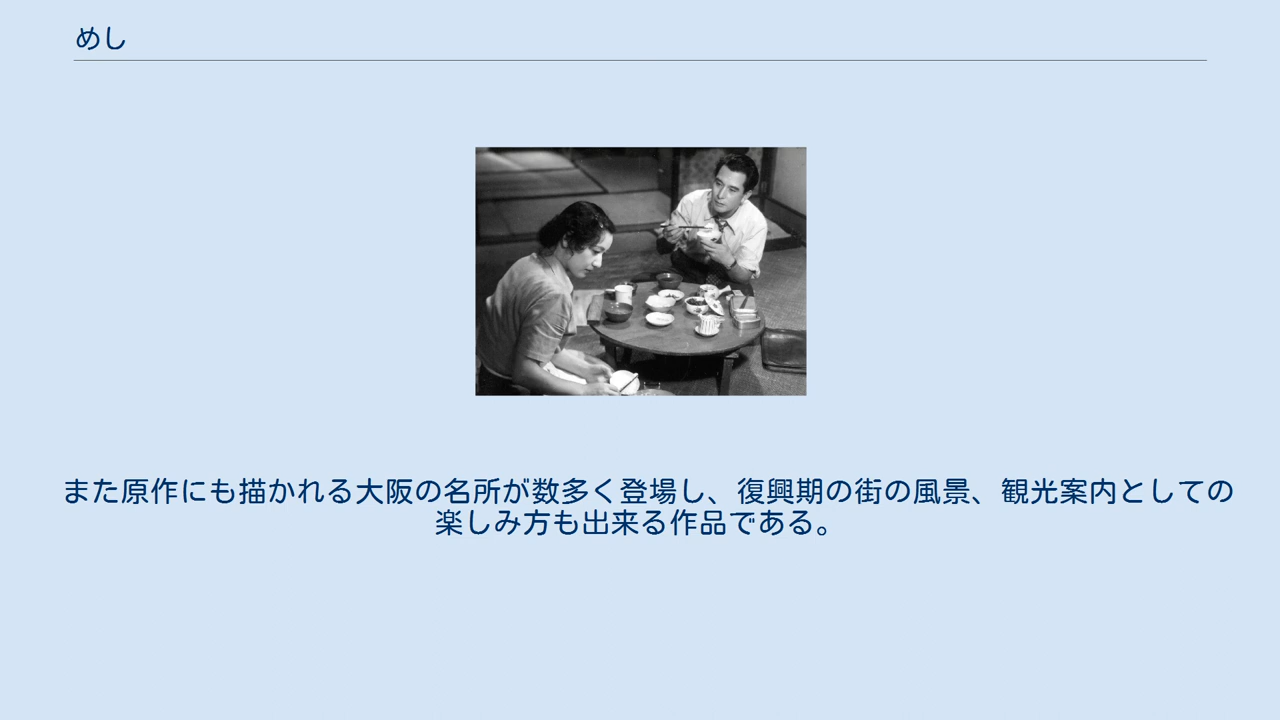 めし
また原作にも描かれる大阪の名所が数多く登場し、復興期の街の風景、観光案内としての
楽しみ方も出来る作品である。